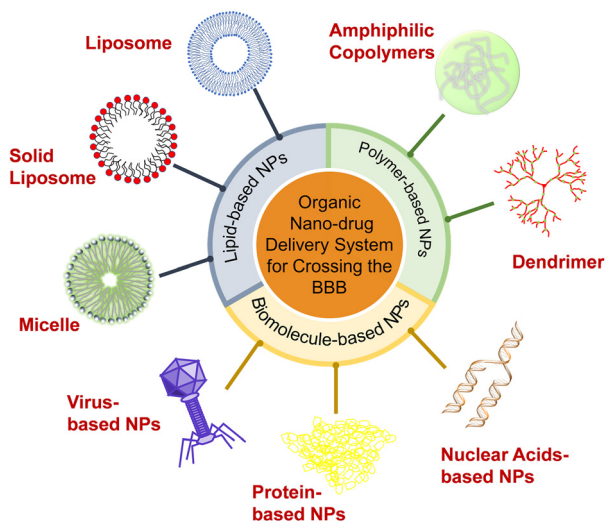 Liposome
Amphiphilic
Copolymers
Solid
Liposome
Lipid-based NPs
Polymer-based NPs
Organic
Nano-drug
Delivery System
for Crossing the
BBB
Dendrimer
Micelle
Biomolecule-based NPs
Virus-
based NPs
Nuclear Acids-
based NPs
Protein-
based NPs